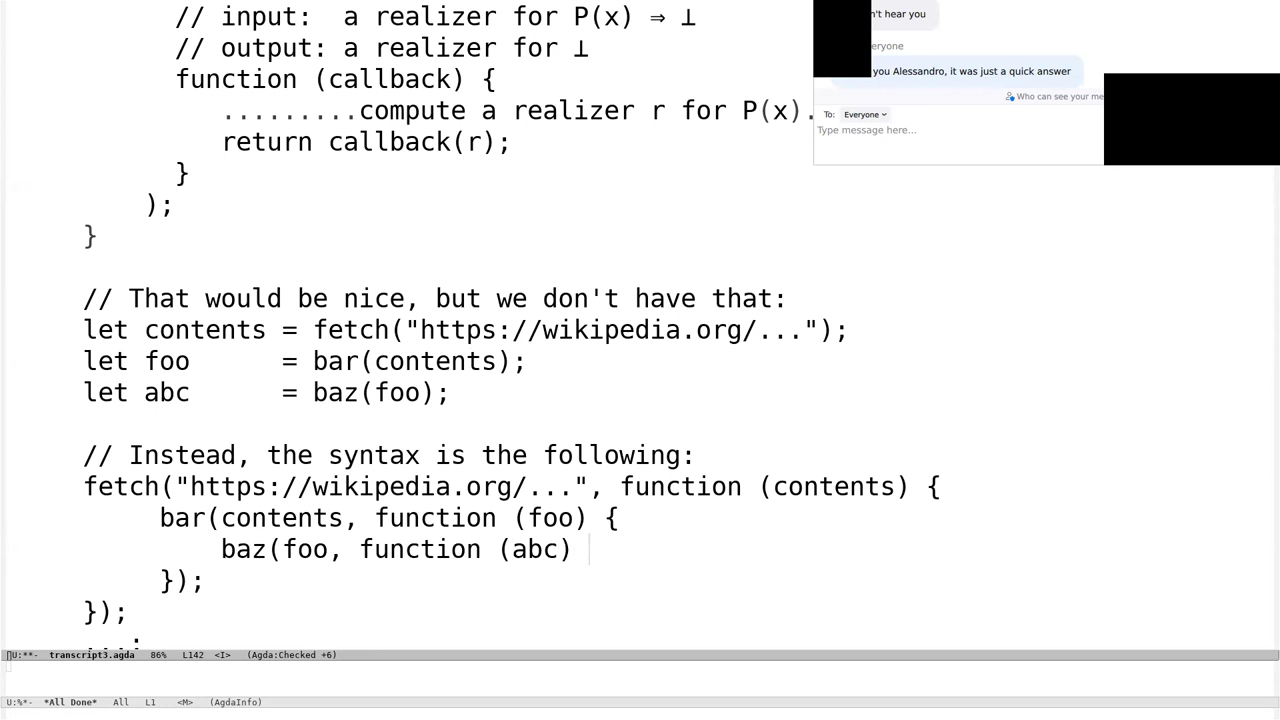 // input:  a realizer for P(x) ⇒ ⊥
// output: a realizer for ⊥
function (callback) {
.........compute a realizer r for P(x).
return callback(r);
}
);
}
// That would be nice, but we don't have that:
let contents = fetch("https://wikipedia.org/...");
let foo      = bar(contents);
let abc      = baz(foo);
// Instead, the syntax is the following:
fetch("https://wikipedia.org/...", function (contents) {
bar(contents, function (foo) {
baz(foo, function (abc)
});
});
U:**-  transcript3.agda   86%   L142   <I>   (Agda:Checked +6)
U:%*-  *All Done*   All   L1   <M>   (AgdaInfo)
hear you
you Alessandro, it was just a quick answer
Who can see your
To: Everyone
Type message here...